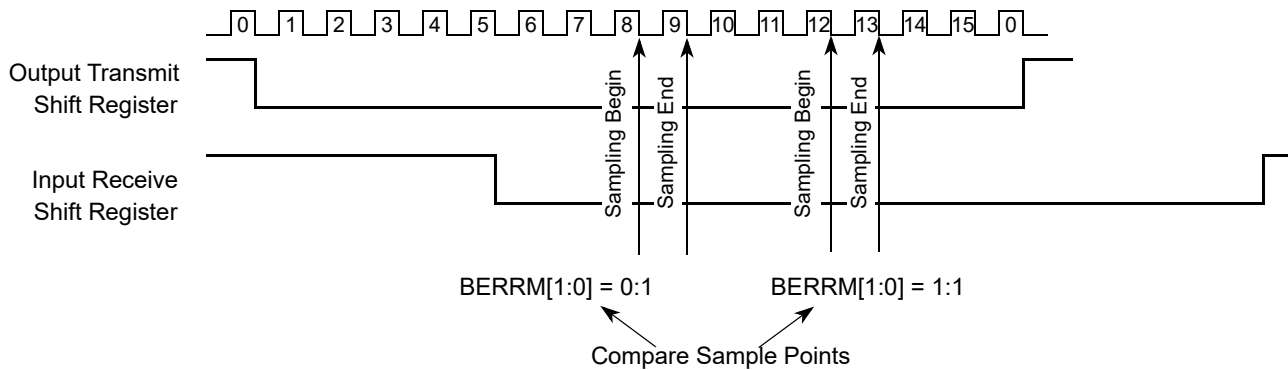 0 1 2 3 4 5 6 7 8 9 10 11 12 13 14 15 0
Output Transmit
Shift Register
Input Receive
Shift Register
Sampling Begin
Sampling End
Sampling Begin
Sampling End
BERRM[1:0] = 0:1
BERRM[1:0] = 1:1
Compare Sample Points